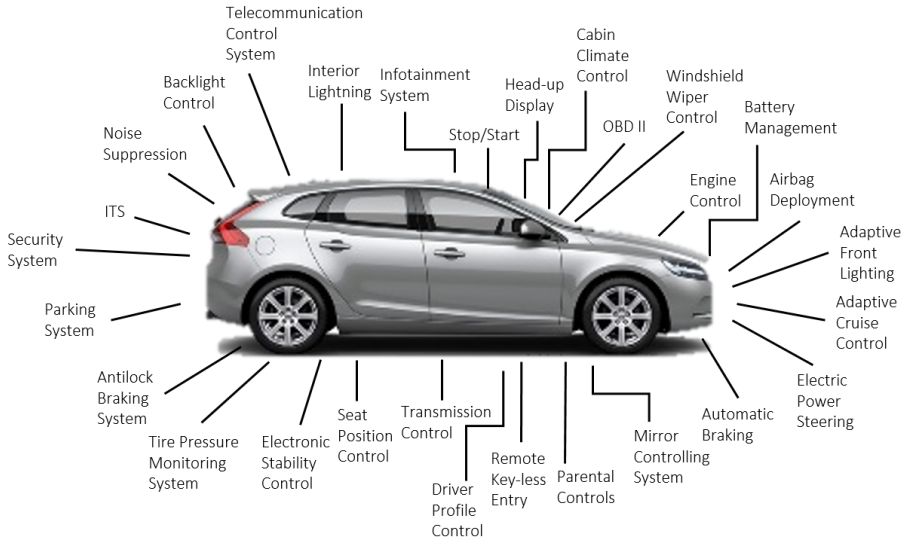 Telecommunication
Control
System
Cabin
Climate
Control
Interior
Lightning
Infotainment
System
Head-up
Display
Windshield
Wiper
Control
Backlight
Control
Battery
Management
Noise
Suppression
Stop/Start
OBD II
Engine
Control
Airbag
Deployment
ITS
Security
System
Adaptive
Front
Lighting
Parking
System
Adaptive
Cruise
Control
Antilock
Braking
System
Electric
Power
Steering
Tire Pressure
Monitoring
System
Electronic
Stability
Control
Seat
Position
Control
Transmission
Control
Driver
Profile
Control
Remote
Key-less
Entry
Parental
Controls
Mirror
Controlling
System
Automatic
Braking